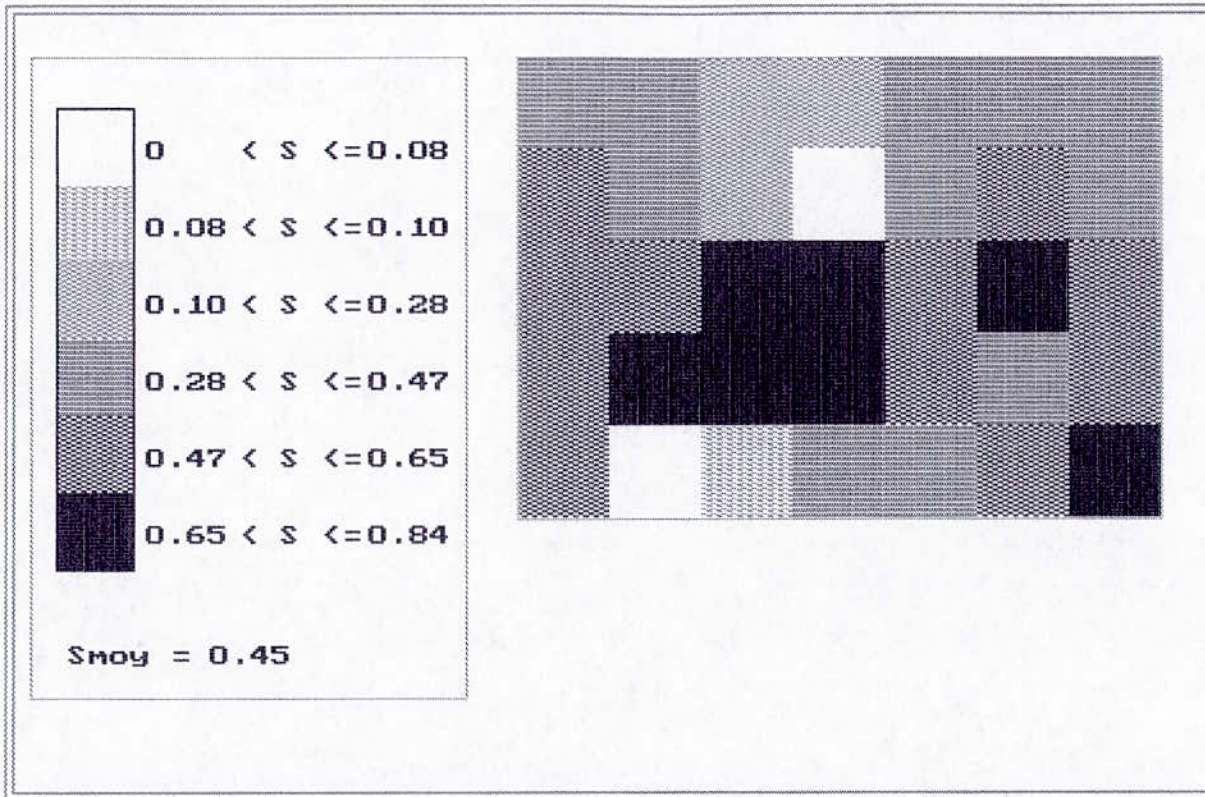 0 < S <=0.08
0.08 < S <=0.10
0.10 < S <=0.28
0.28 < S <=0.47
0.47 < S <=0.65
0.65 < S <=0.84
Smoy = 0.45